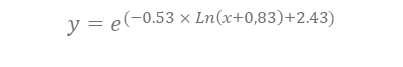 y = e^(−0.53 × Ln(x+0,83)+2.43)